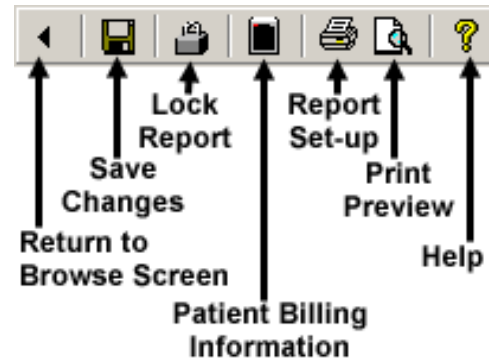 Lock
Report
Report
Set-up
Save
Changes
Print
Preview
Return to
Browse Screen
Help
Patient Billing
Information